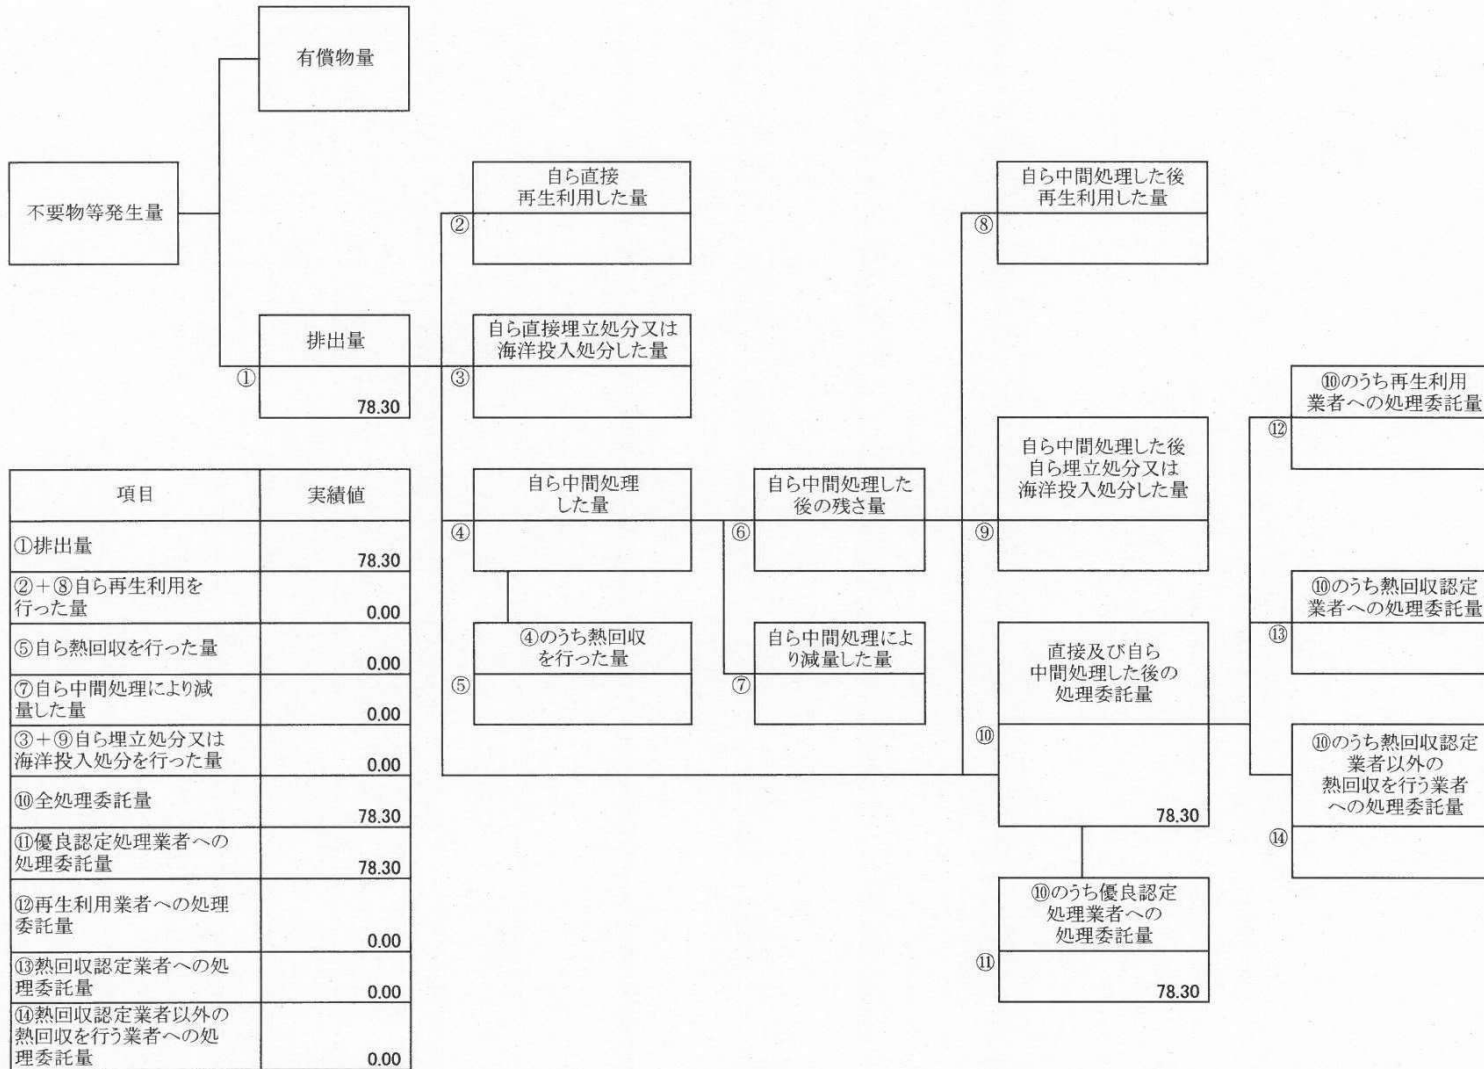 有償物量
不要物等発生量
自ら直接
再生利用した量
②
自ら中間処理した後
再生利用した量
⑧
排出量
①
78.30
自ら直接埋立処分又は
海洋投入処分した量
③
⑩のうち再生利用
業者への処理委託量
⑫
自ら中間処理
した量
④
自ら中間処理した
後の残さ量
⑥
自ら中間処理した後
自ら埋立処分又は
海洋投入処分した量
⑨
④のうち熱回収
を行った量
⑤
自ら中間処理によ
り減量した量
⑦
直接及び自ら
中間処理した後の
処理委託量
⑩
78.30
⑩のうち熱回収認定
業者への処理委託量
⑬
⑩のうち熱回収認定
業者以外の
熱回収を行う業者
への処理委託量
⑭
⑩のうち優良認定
処理業者への
処理委託量
⑪
78.30
項目 実績値
①排出量
78.30
②+⑧自ら再生利用を
行った量 0.00
⑤自ら熱回収を行った量
0.00
⑦自ら中間処理により減
量した量 0.00
③+⑨自ら埋立処分又は
海洋投入処分を行った量 0.00
⑩全処理委託量
78.30
⑪優良認定処理業者への
処理委託量 78.30
⑫再生利用業者への処理
委託量
0.00
⑬熱回収認定業者への処
理委託量 0.00
⑭熱回収認定業者以外の
熱回収を行う業者への処
理委託量 0.00